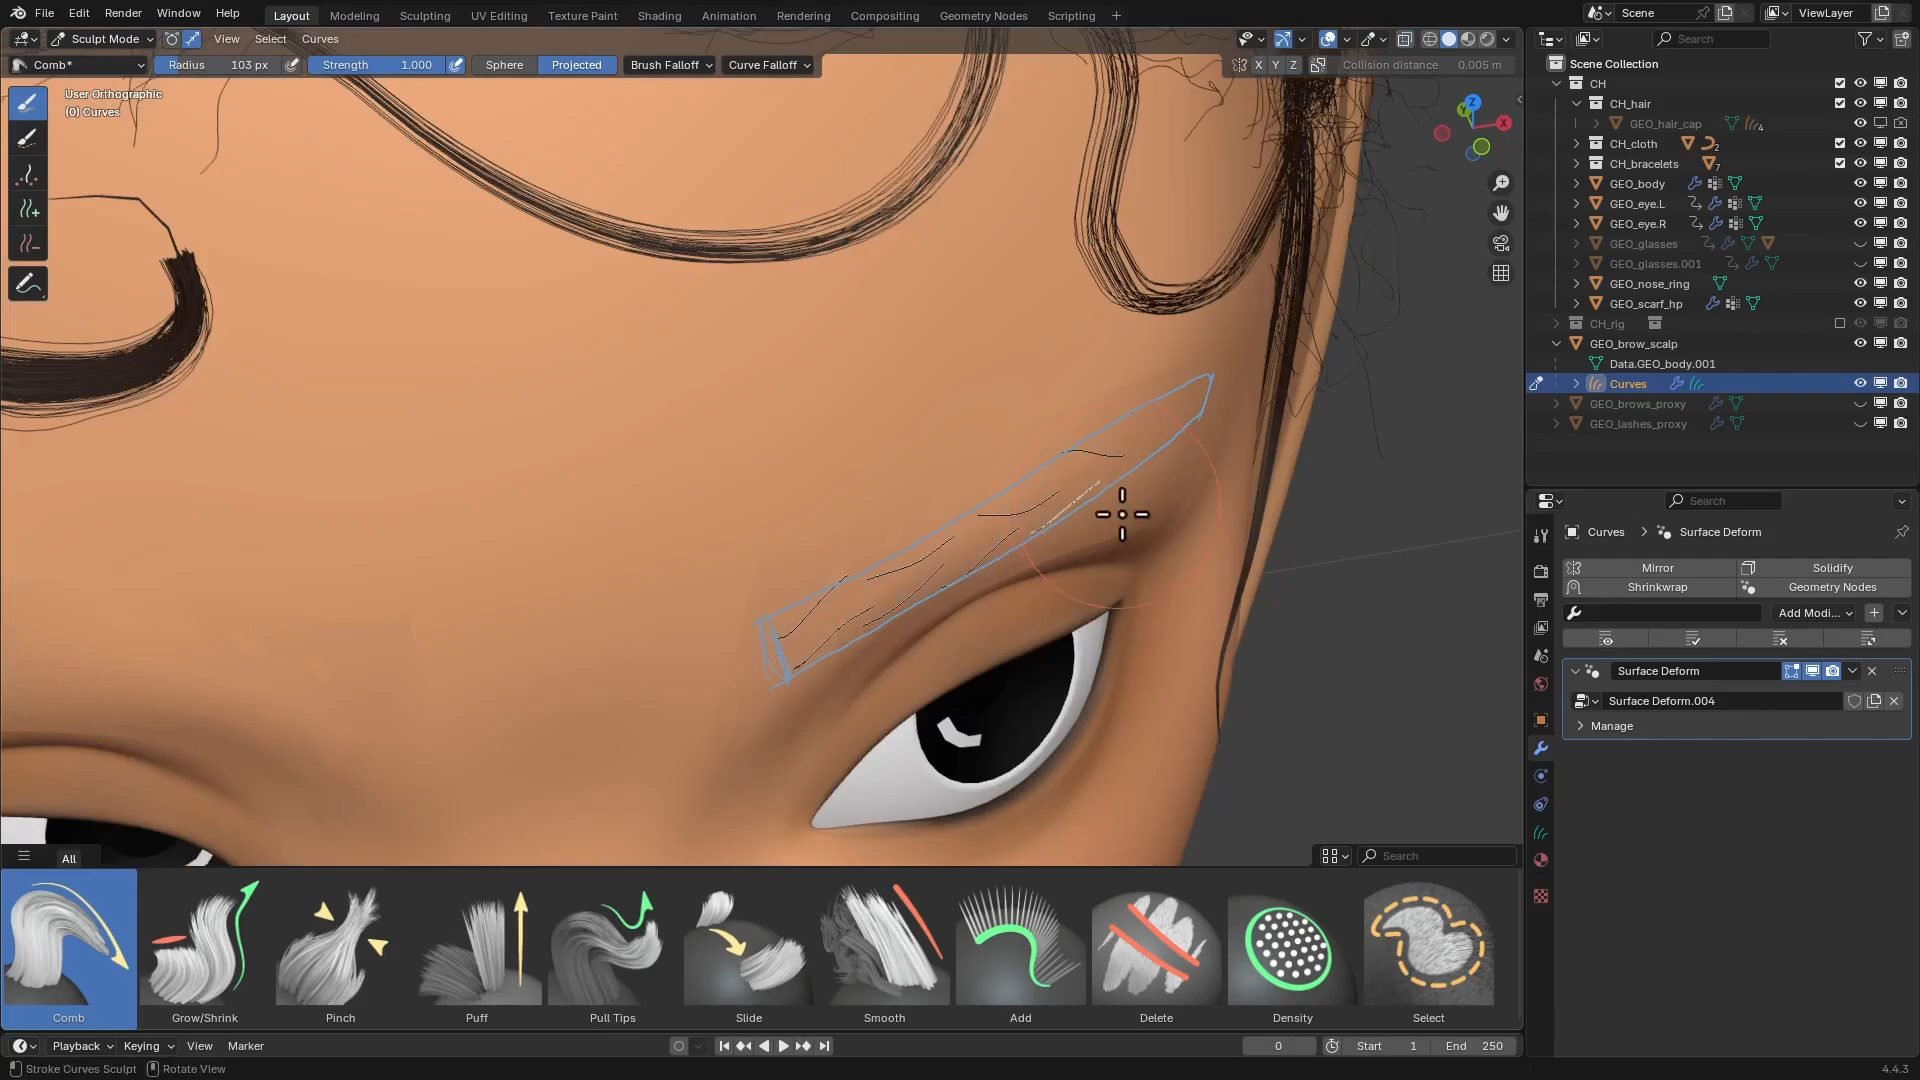 File Edit Render Window Help Layout Modeling Sculpting UV Editing Texture Paint Shading Animation Rendering Compositing Geometry Nodes Scripting + Scene ViewLayer
Sculpt Mode View Select Curves Search
Comb* Radius 103 px Strength 1.000 Sphere Projected Brush Falloff Curve Falloff X Y Z Collision distance 0.005 m
User Orthographic
(0) Curves
Z
Y
X
Scene Collection
CH
CH_hair
GEO_hair_cap 4
CH_cloth 2
CH_bracelets 7
GEO_body
GEO_eye.L
GEO_eye.R
GEO_glasses
GEO_glasses.001
GEO_nose_ring
GEO_scarf_hp
CH_rig
GEO_brow_scalp
Data.GEO_body.001
Curves
GEO_brows_proxy
GEO_lashes_proxy
Search
Curves Surface Deform
Mirror Solidify
Shrinkwrap Geometry Nodes
Add Modi...
Surface Deform
Surface Deform.004
Manage
All Search
Comb Grow/Shrink Pinch Puff Pull Tips Slide Smooth Add Delete Density Select
Playback Keying View Marker 0 Start 1 End 250
Stroke Curves Sculpt Rotate View 4.4.3